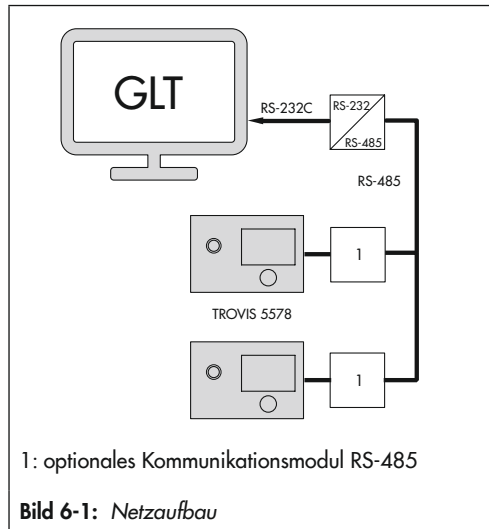 GLT
RS-232C
RS-232
RS-485
RS-485
1
TROVIS 5578
1
1: optionales Kommunikationsmodul RS-485
Bild 6-1: Netzaufbau